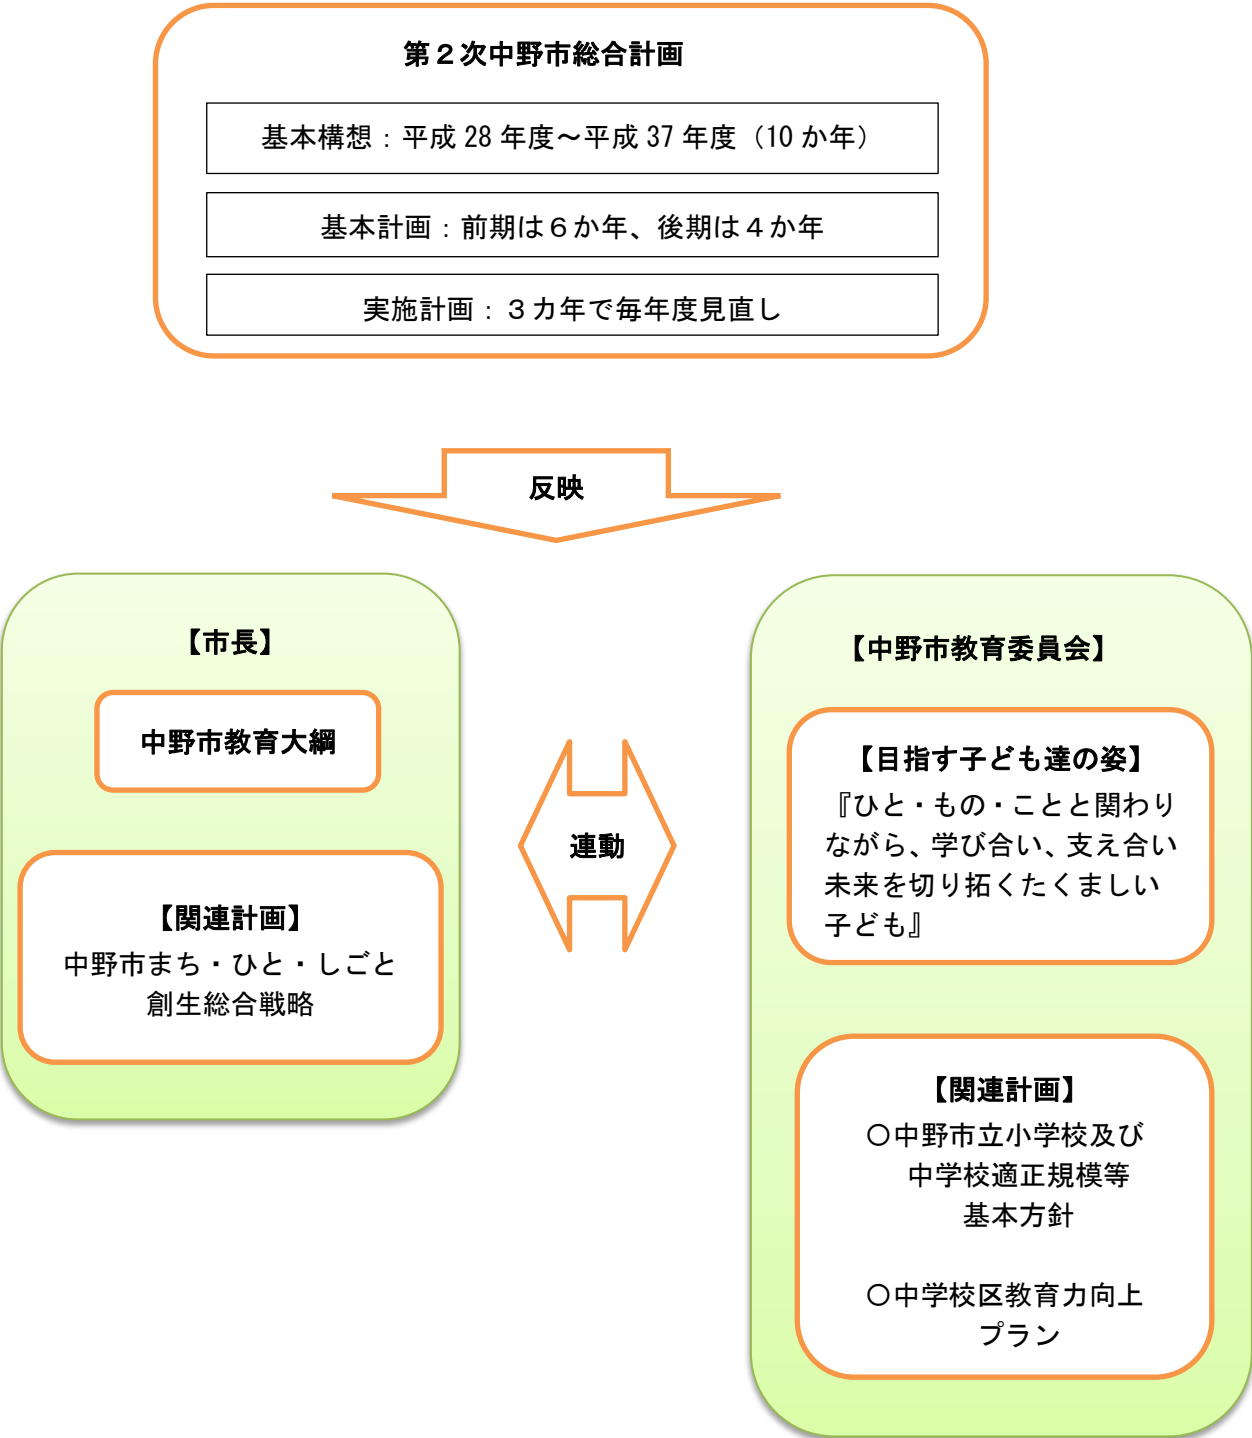 第２次中野市総合計画
基本構想：平成 28 年度～平成 37 年度（10 か年）
基本計画：前期は６か年、後期は４か年
実施計画：３カ年で毎年度見直し
反映
【市長】
中野市教育大綱
【関連計画】
中野市まち・ひと・しごと
創生総合戦略
連動
【中野市教育委員会】
【目指す子ども達の姿】
『ひと・もの・ことと関わり
ながら、学び合い、支え合い
未来を切り拓くたくましい
子ども』
【関連計画】
○中野市立小学校及び
中学校適正規模等
基本方針
○中学校区教育力向上
プラン